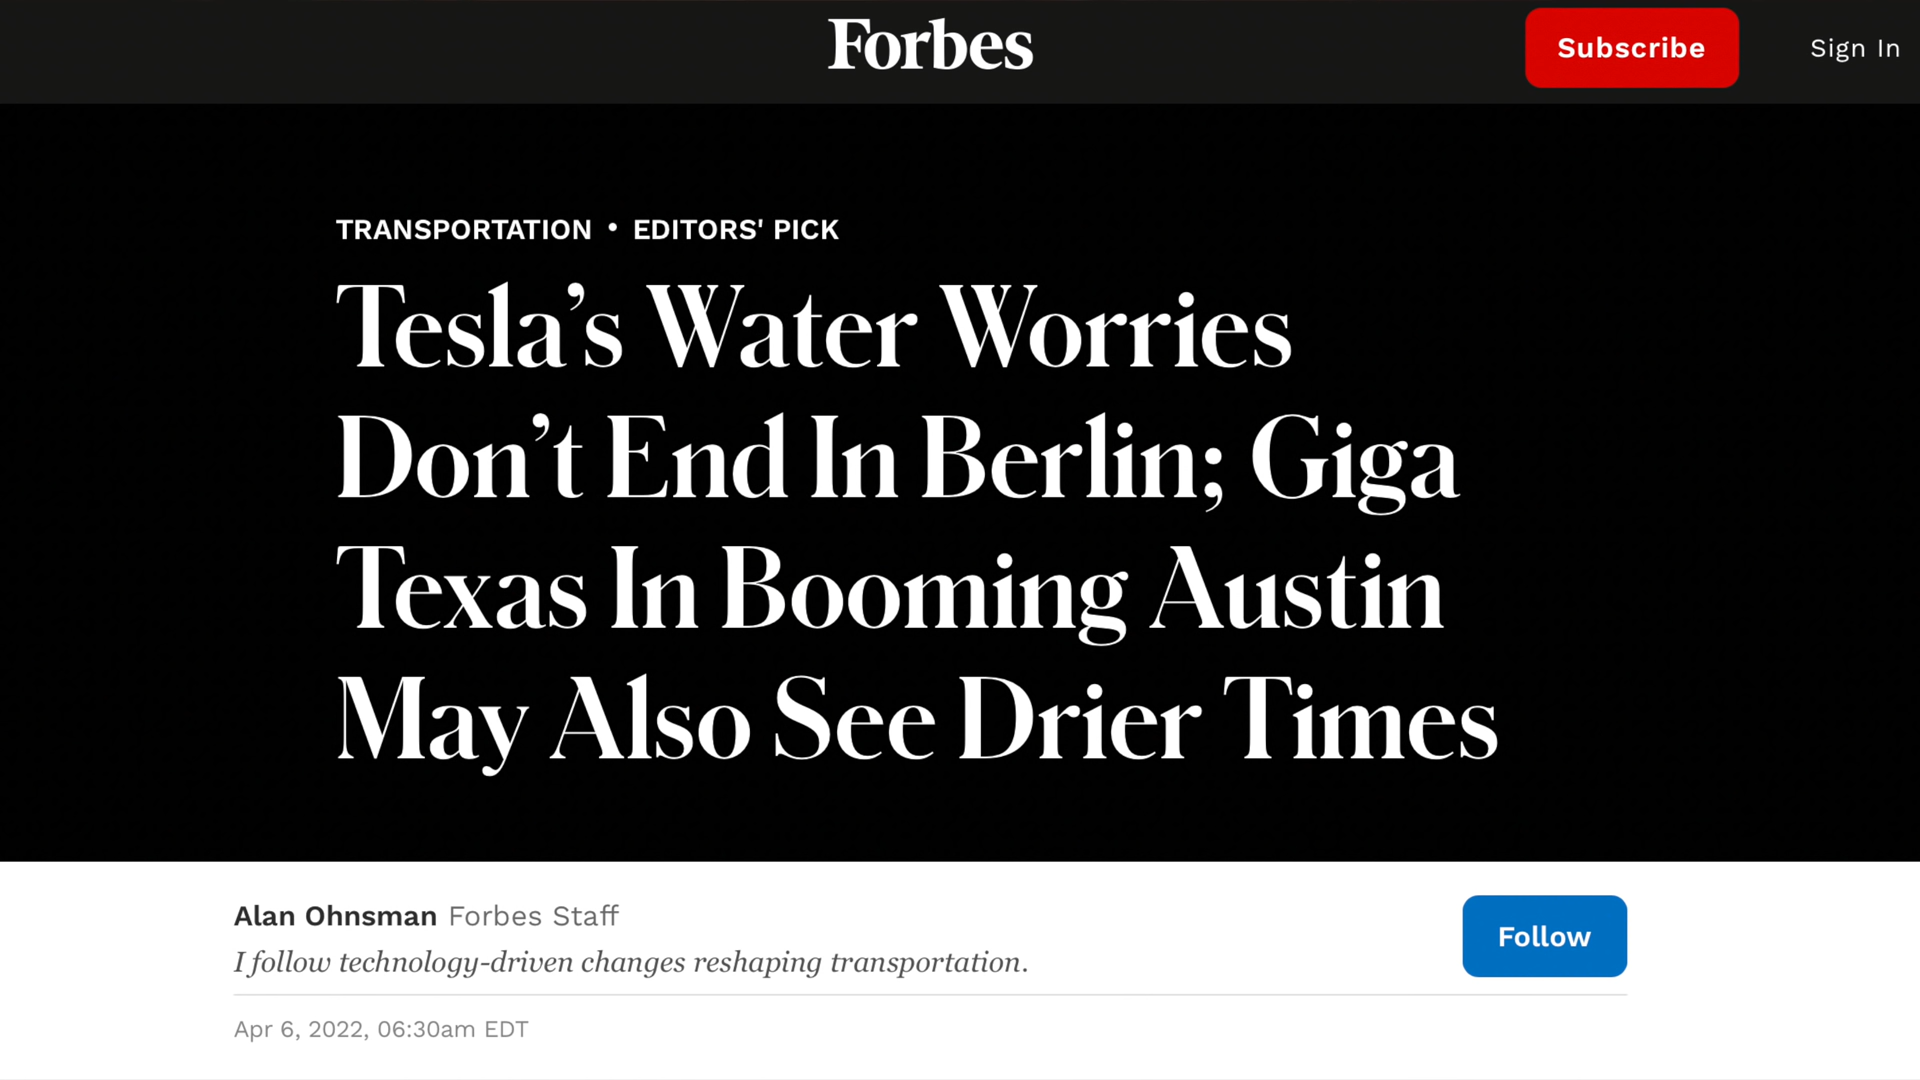 Forbes
Subscribe
Sign In
TRANSPORTATION • EDITORS' PICK
Tesla’s Water Worries
Don’t End In Berlin; Giga
Texas In Booming Austin
May Also See Drier Times
Alan Ohnsman Forbes Staff
I follow technology-driven changes reshaping transportation.
Follow
Apr 6, 2022, 06:30am EDT